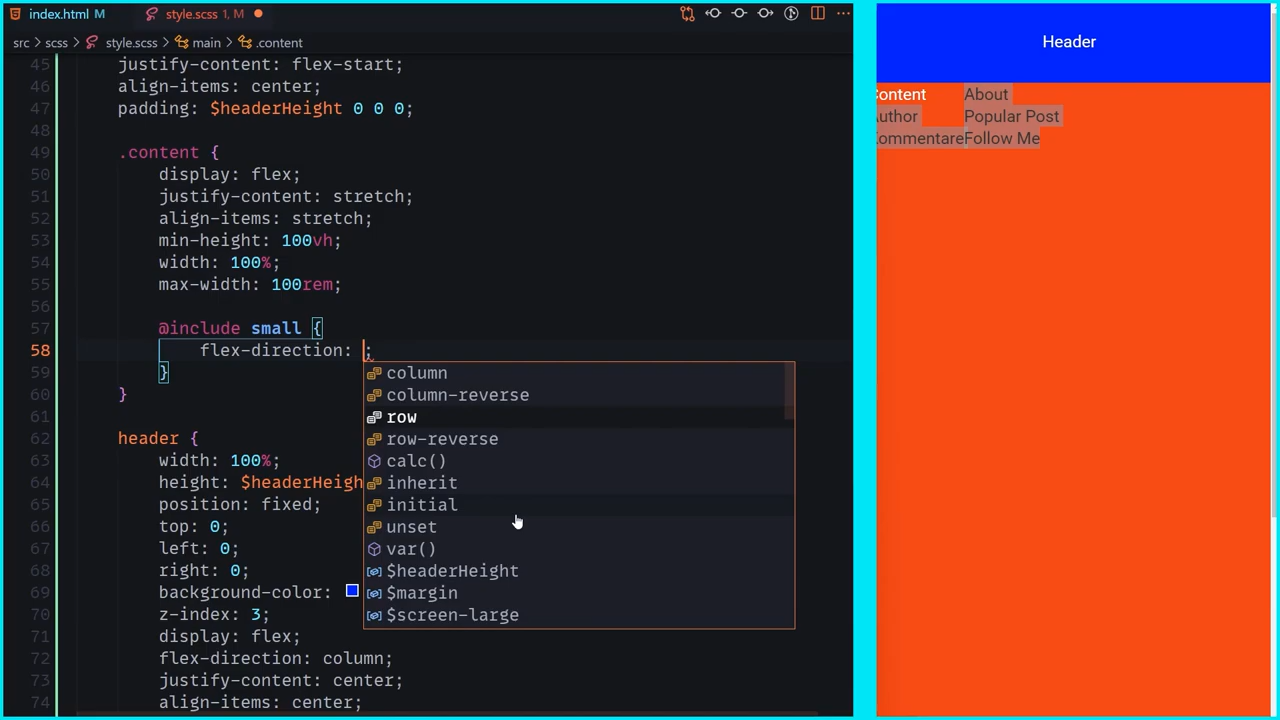 index.html M
style.scss 1, M
src > scss > style.scss > main > .content
45 justify-content: flex-start;
46 align-items: center;
47 padding: $headerHeight 0 0 0;
48
49 .content {
50 display: flex;
51 justify-content: stretch;
52 align-items: stretch;
53 min-height: 100vh;
54 width: 100%;
55 max-width: 100rem;
56
57 @include small {
58 flex-direction: ;
59 }
60 }
61
62 header {
63 width: 100%;
64 height: $headerHeigh
65 position: fixed;
66 top: 0;
67 left: 0;
68 right: 0;
69 background-color:
70 z-index: 3;
71 display: flex;
72 flex-direction: column;
73 justify-content: center;
74 align-items: center;
column
column-reverse
row
row-reverse
calc()
inherit
initial
unset
var()
$headerHeight
$margin
$screen-large
Header
Content About
Author Popular Post
Kommentare Follow Me